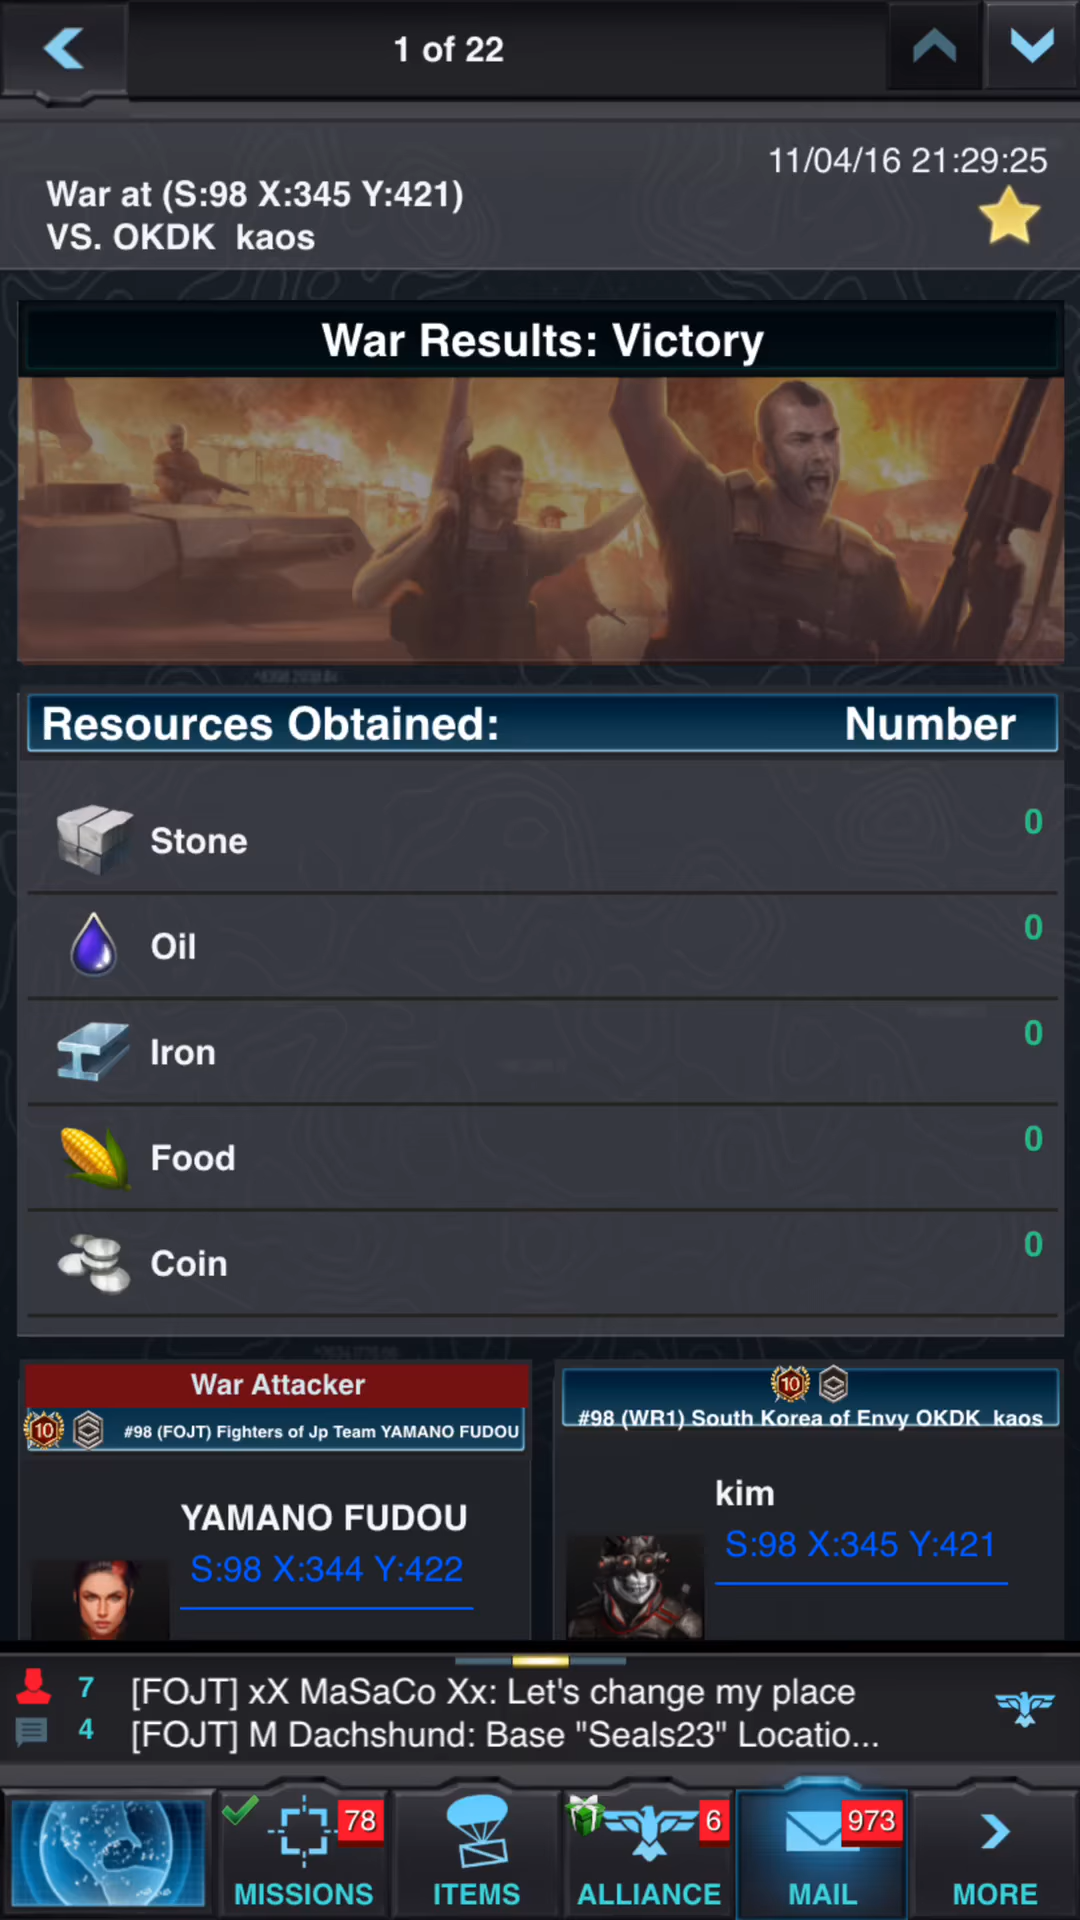 1 of 22
11/04/16 21:29:25
War at (S:98 X:345 Y:421)
VS. OKDK  kaos
War Results: Victory
Resources Obtained: Number
Stone 0
Oil 0
Iron 0
Food 0
Coin 0
War Attacker
10 #98 (FOJT) Fighters of Jp Team YAMANO FUDOU
YAMANO FUDOU
S:98 X:344 Y:422
10
#98 (WR1) South Korea of Envy OKDK  kaos
kim
S:98 X:345 Y:421
7 [FOJT] xX MaSaCo Xx: Let's change my place
4 [FOJT] M Dachshund: Base "Seals23" Locatio...
78 6 973
MISSIONS ITEMS ALLIANCE MAIL MORE